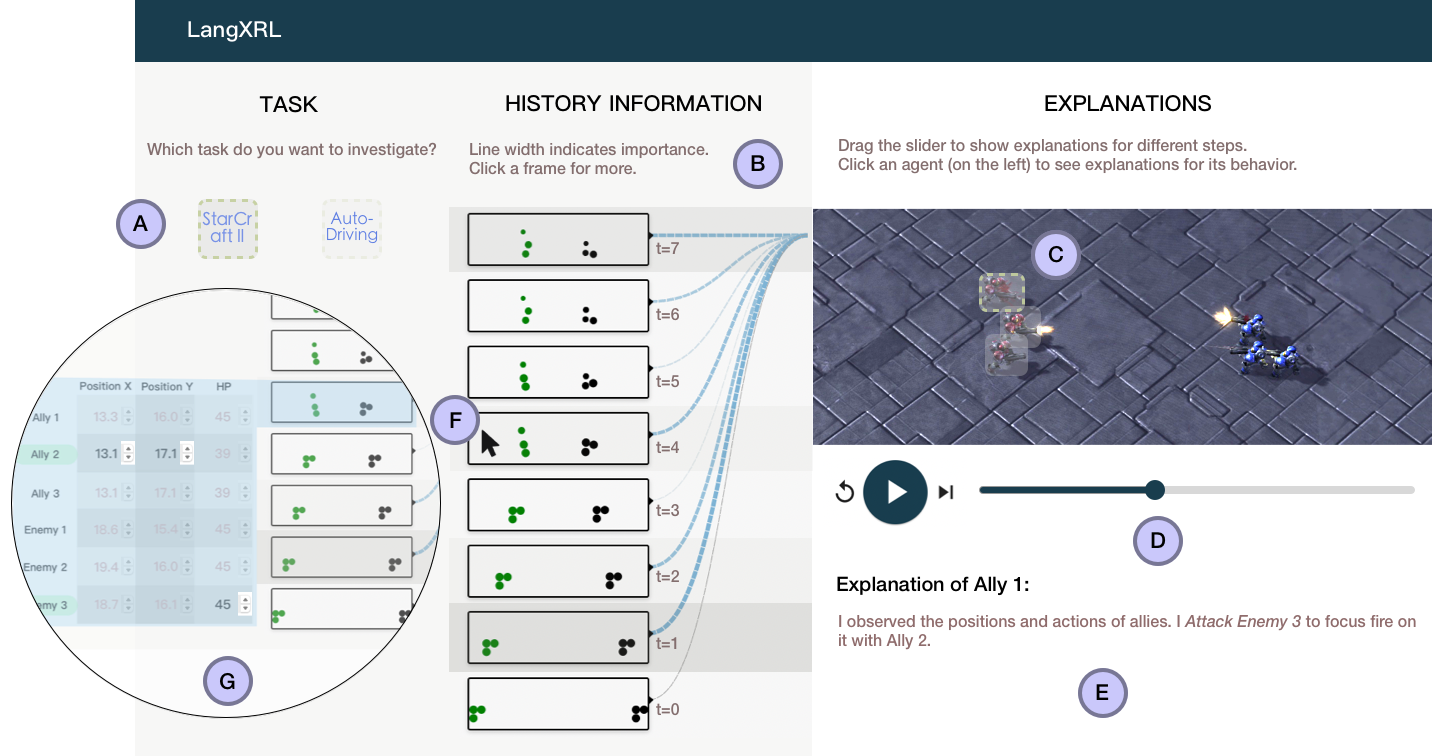 LangXRL
TASK
Which task do you want to investigate?
A
StarCr
aft II
Auto-
Driving
Position X Position Y HP
Ally 1 13.3 16.0 45
Ally 2 13.1 17.1 39
Ally 3 13.1 17.1 39
Enemy 1 18.6 15.4 45
Enemy 2 19.4 16.0 45
emy 3 18.7 16.1 45
G
HISTORY INFORMATION
Line width indicates importance.
Click a frame for more.
B
t=7
t=6
t=5
F
t=4
t=3
t=2
t=1
t=0
EXPLANATIONS
Drag the slider to show explanations for different steps.
Click an agent (on the left) to see explanations for its behavior.
C
D
Explanation of Ally 1:
I observed the positions and actions of allies. I Attack Enemy 3 to focus fire on
it with Ally 2.
E